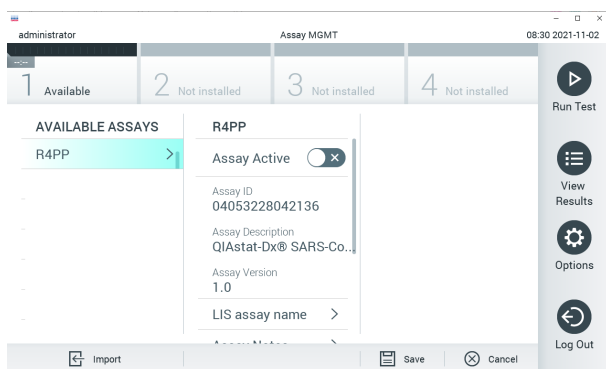 administrator
Assay MGMT
08:30 2021-11-02
--:--
1 Available
2 Not installed
3 Not installed
4 Not installed
Run Test
AVAILABLE ASSAYS
R4PP
R4PP
Assay Active
Assay ID
04053228042136
Assay Description
QIAstat-Dx® SARS-Co...
Assay Version
1.0
LIS assay name
Assay Notes
View
Results
Options
Log Out
Import
Save
Cancel